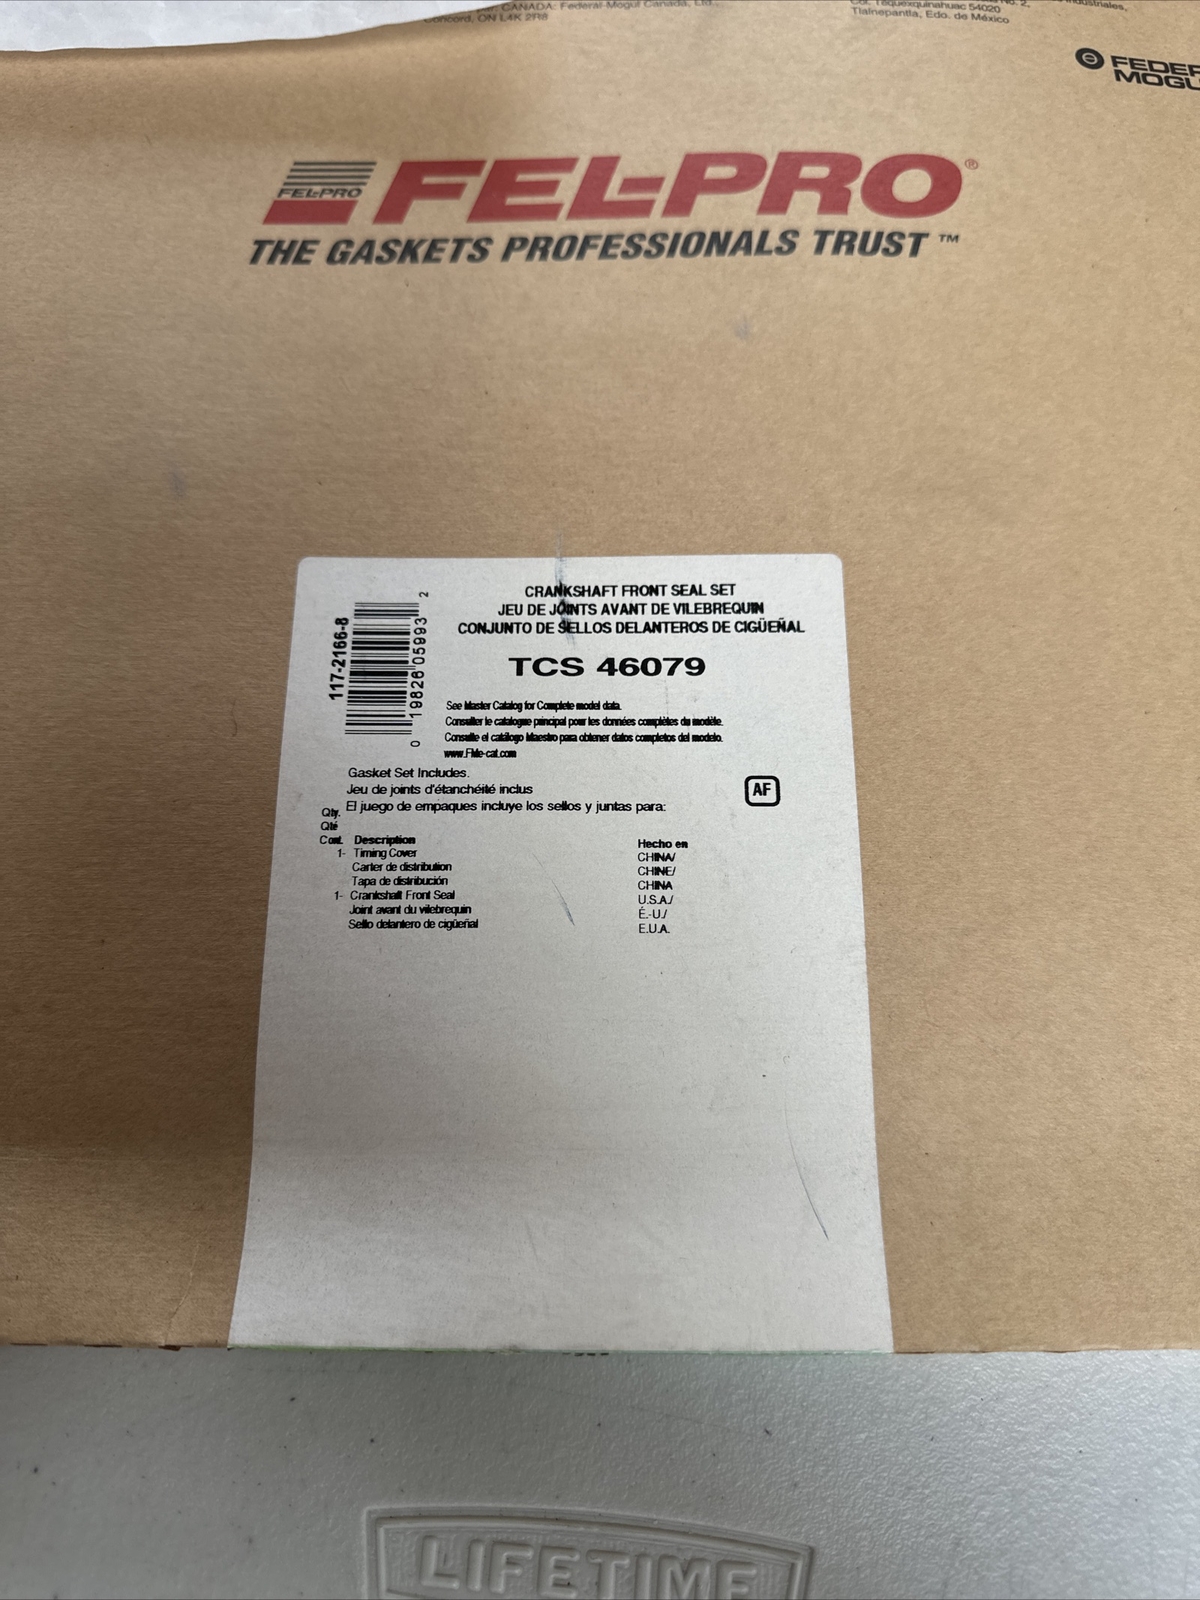 CANADA: Federal-Mogul Canada, Ltd.,
Concord, ON L4K 2R8
Col. Tequexquinahuac 54020
Tlalnepantla, Edo. de México
FEDER
MOGU
FEL-PRO
FEL-PRO®
THE GASKETS PROFESSIONALS TRUST™
117-2166-8
0 19826 05993 2
CRANKSHAFT FRONT SEAL SET
JEU DE JOINTS AVANT DE VILEBREQUIN
CONJUNTO DE SELLOS DELANTEROS DE CIGÜEÑAL
TCS 46079
See Master Catalog for Complete model data.
Consulter le catalogue principal pour les données complètes du modèle.
Consulte el catálogo Maestro para obtener datos completos del modelo.
www.FMe-cat.com
Gasket Set Includes.
Jeu de joints d'étanchéité inclus
El juego de empaques incluye los sellos y juntas para:
AF
Qty.
Qté
Cant. Description Hecho en
1- Timing Cover CHINA/
Carter de distribution CHINE/
Tapa de distribución CHINA
1- Crankshaft Front Seal U.S.A./
Joint avant du vilebrequin É.-U./
Sello delantero de cigüeñal E.U.A.
LIFETIME